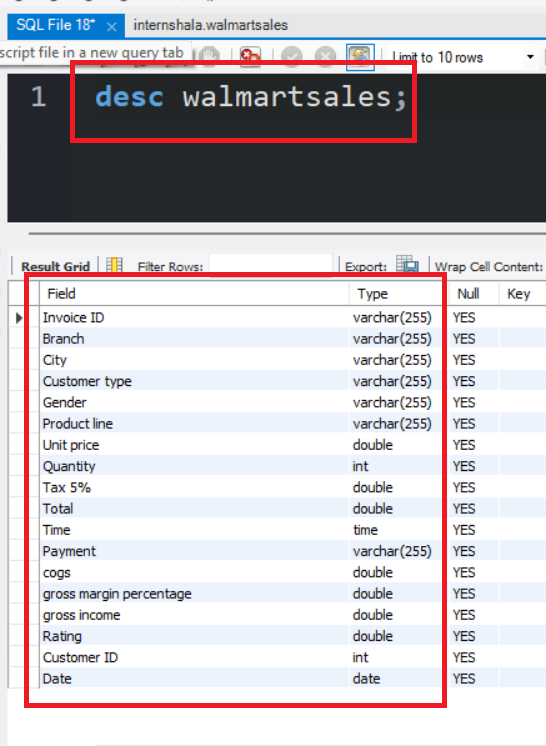 SQL File 18* × internshala.walmartsales
script file in a new query tab Limit to 10 rows
1 desc walmartsales;
Result Grid Filter Rows: Export: Wrap Cell Content:
Field Type Null Key
Invoice ID varchar(255) YES
Branch varchar(255) YES
City varchar(255) YES
Customer type varchar(255) YES
Gender varchar(255) YES
Product line varchar(255) YES
Unit price double YES
Quantity int YES
Tax 5% double YES
Total double YES
Time time YES
Payment varchar(255) YES
cogs double YES
gross margin percentage double YES
gross income double YES
Rating double YES
Customer ID int YES
Date date YES